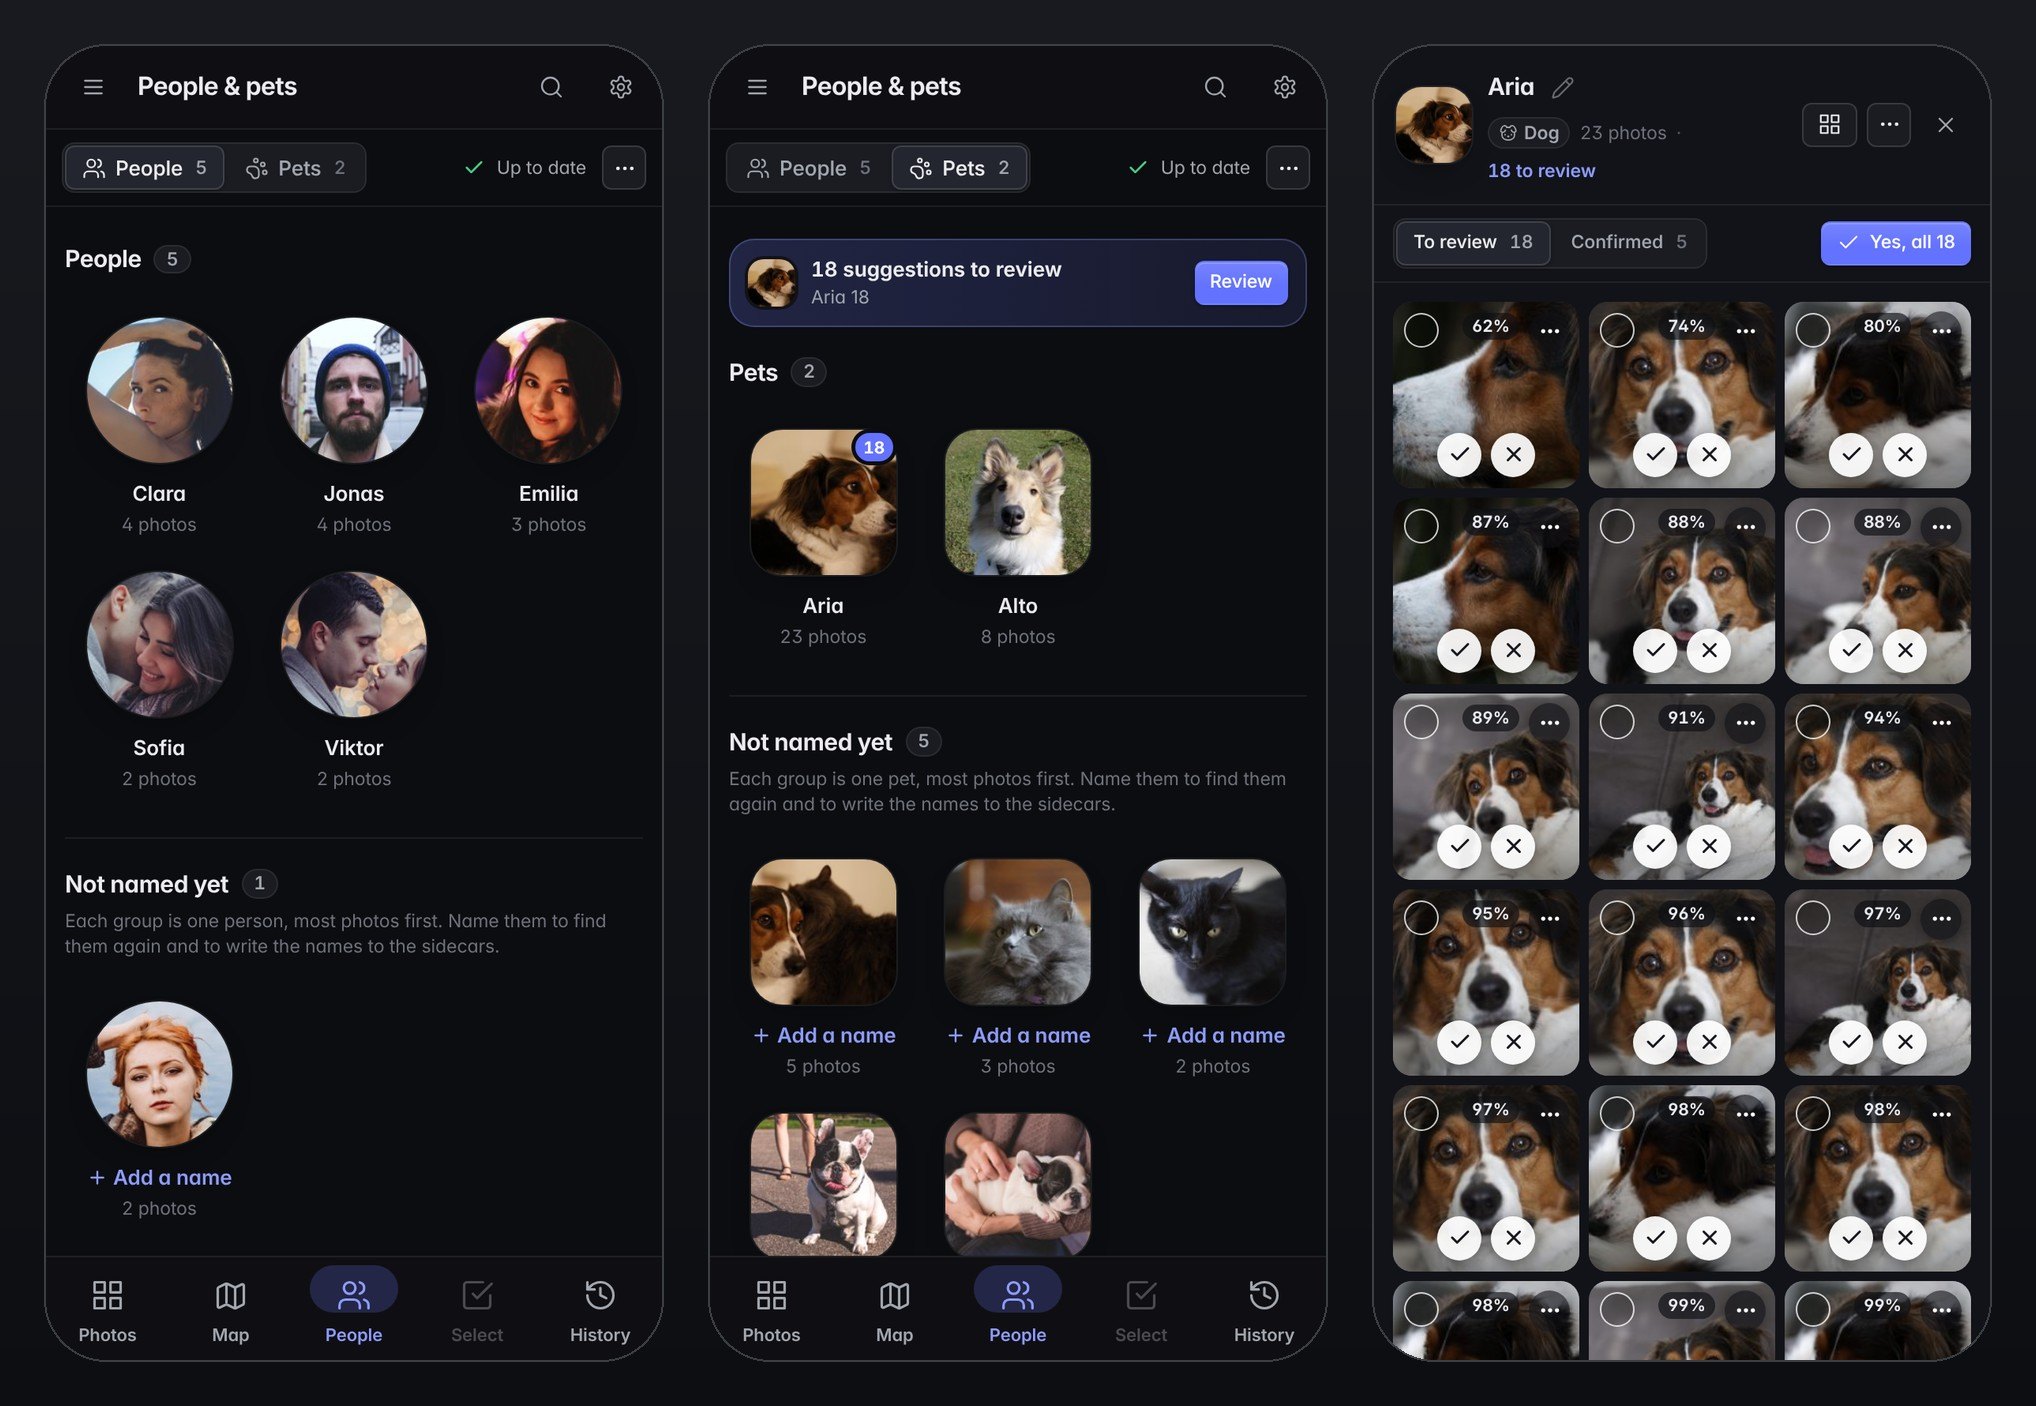 People & pets
People 5
Pets 2
Up to date
People 5
Clara
4 photos
Jonas
4 photos
Emilia
3 photos
Sofia
2 photos
Viktor
2 photos
Not named yet 1
Each group is one person, most photos first. Name them to find
them again and to write the names to the sidecars.
+ Add a name
2 photos
Photos
Map
People
Select
History
People & pets
People 5
Pets 2
Up to date
18 suggestions to review
Aria 18
Review
Pets 2
18
Aria
23 photos
Alto
8 photos
Not named yet 5
Each group is one pet, most photos first. Name them to find them
again and to write the names to the sidecars.
+ Add a name
5 photos
+ Add a name
3 photos
+ Add a name
2 photos
Photos
Map
People
Select
History
Aria
Dog 23 photos ·
18 to review
To review 18
Confirmed 5
Yes, all 18
62%
74%
80%
87%
88%
88%
89%
91%
94%
95%
96%
97%
97%
98%
98%
98%
99%
99%